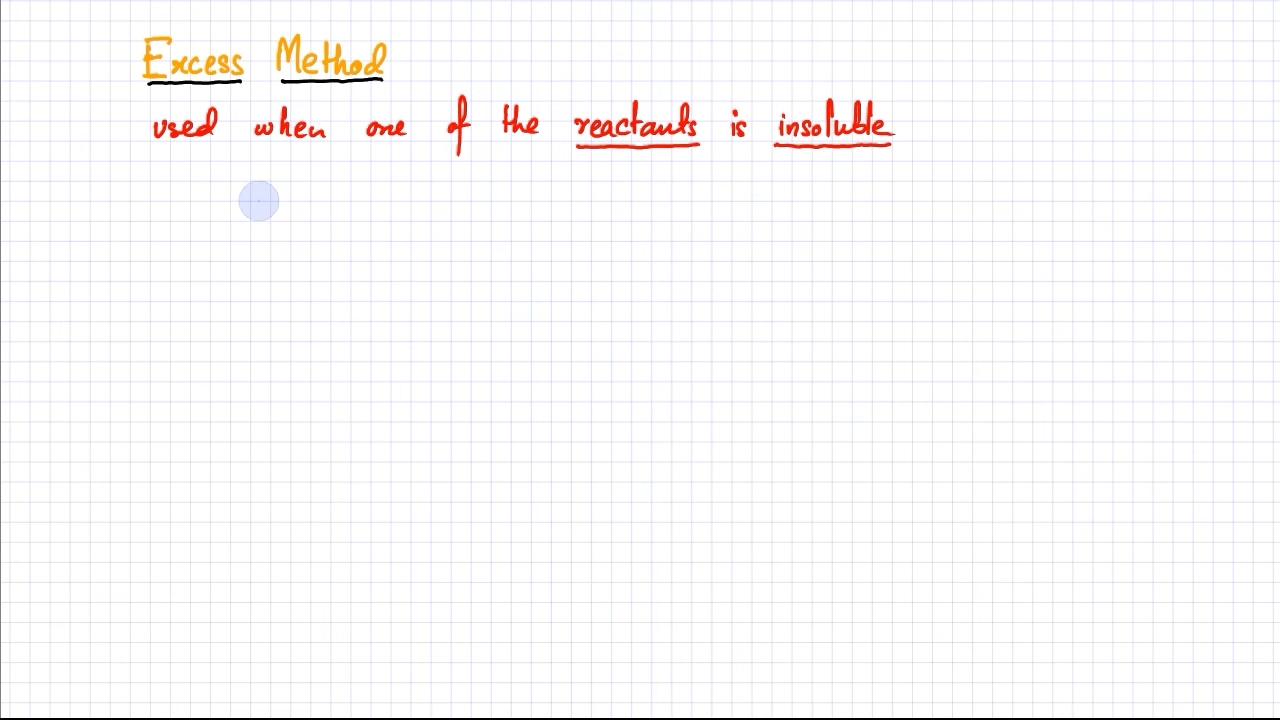 Excess Method
used when one of the reactants is insoluble